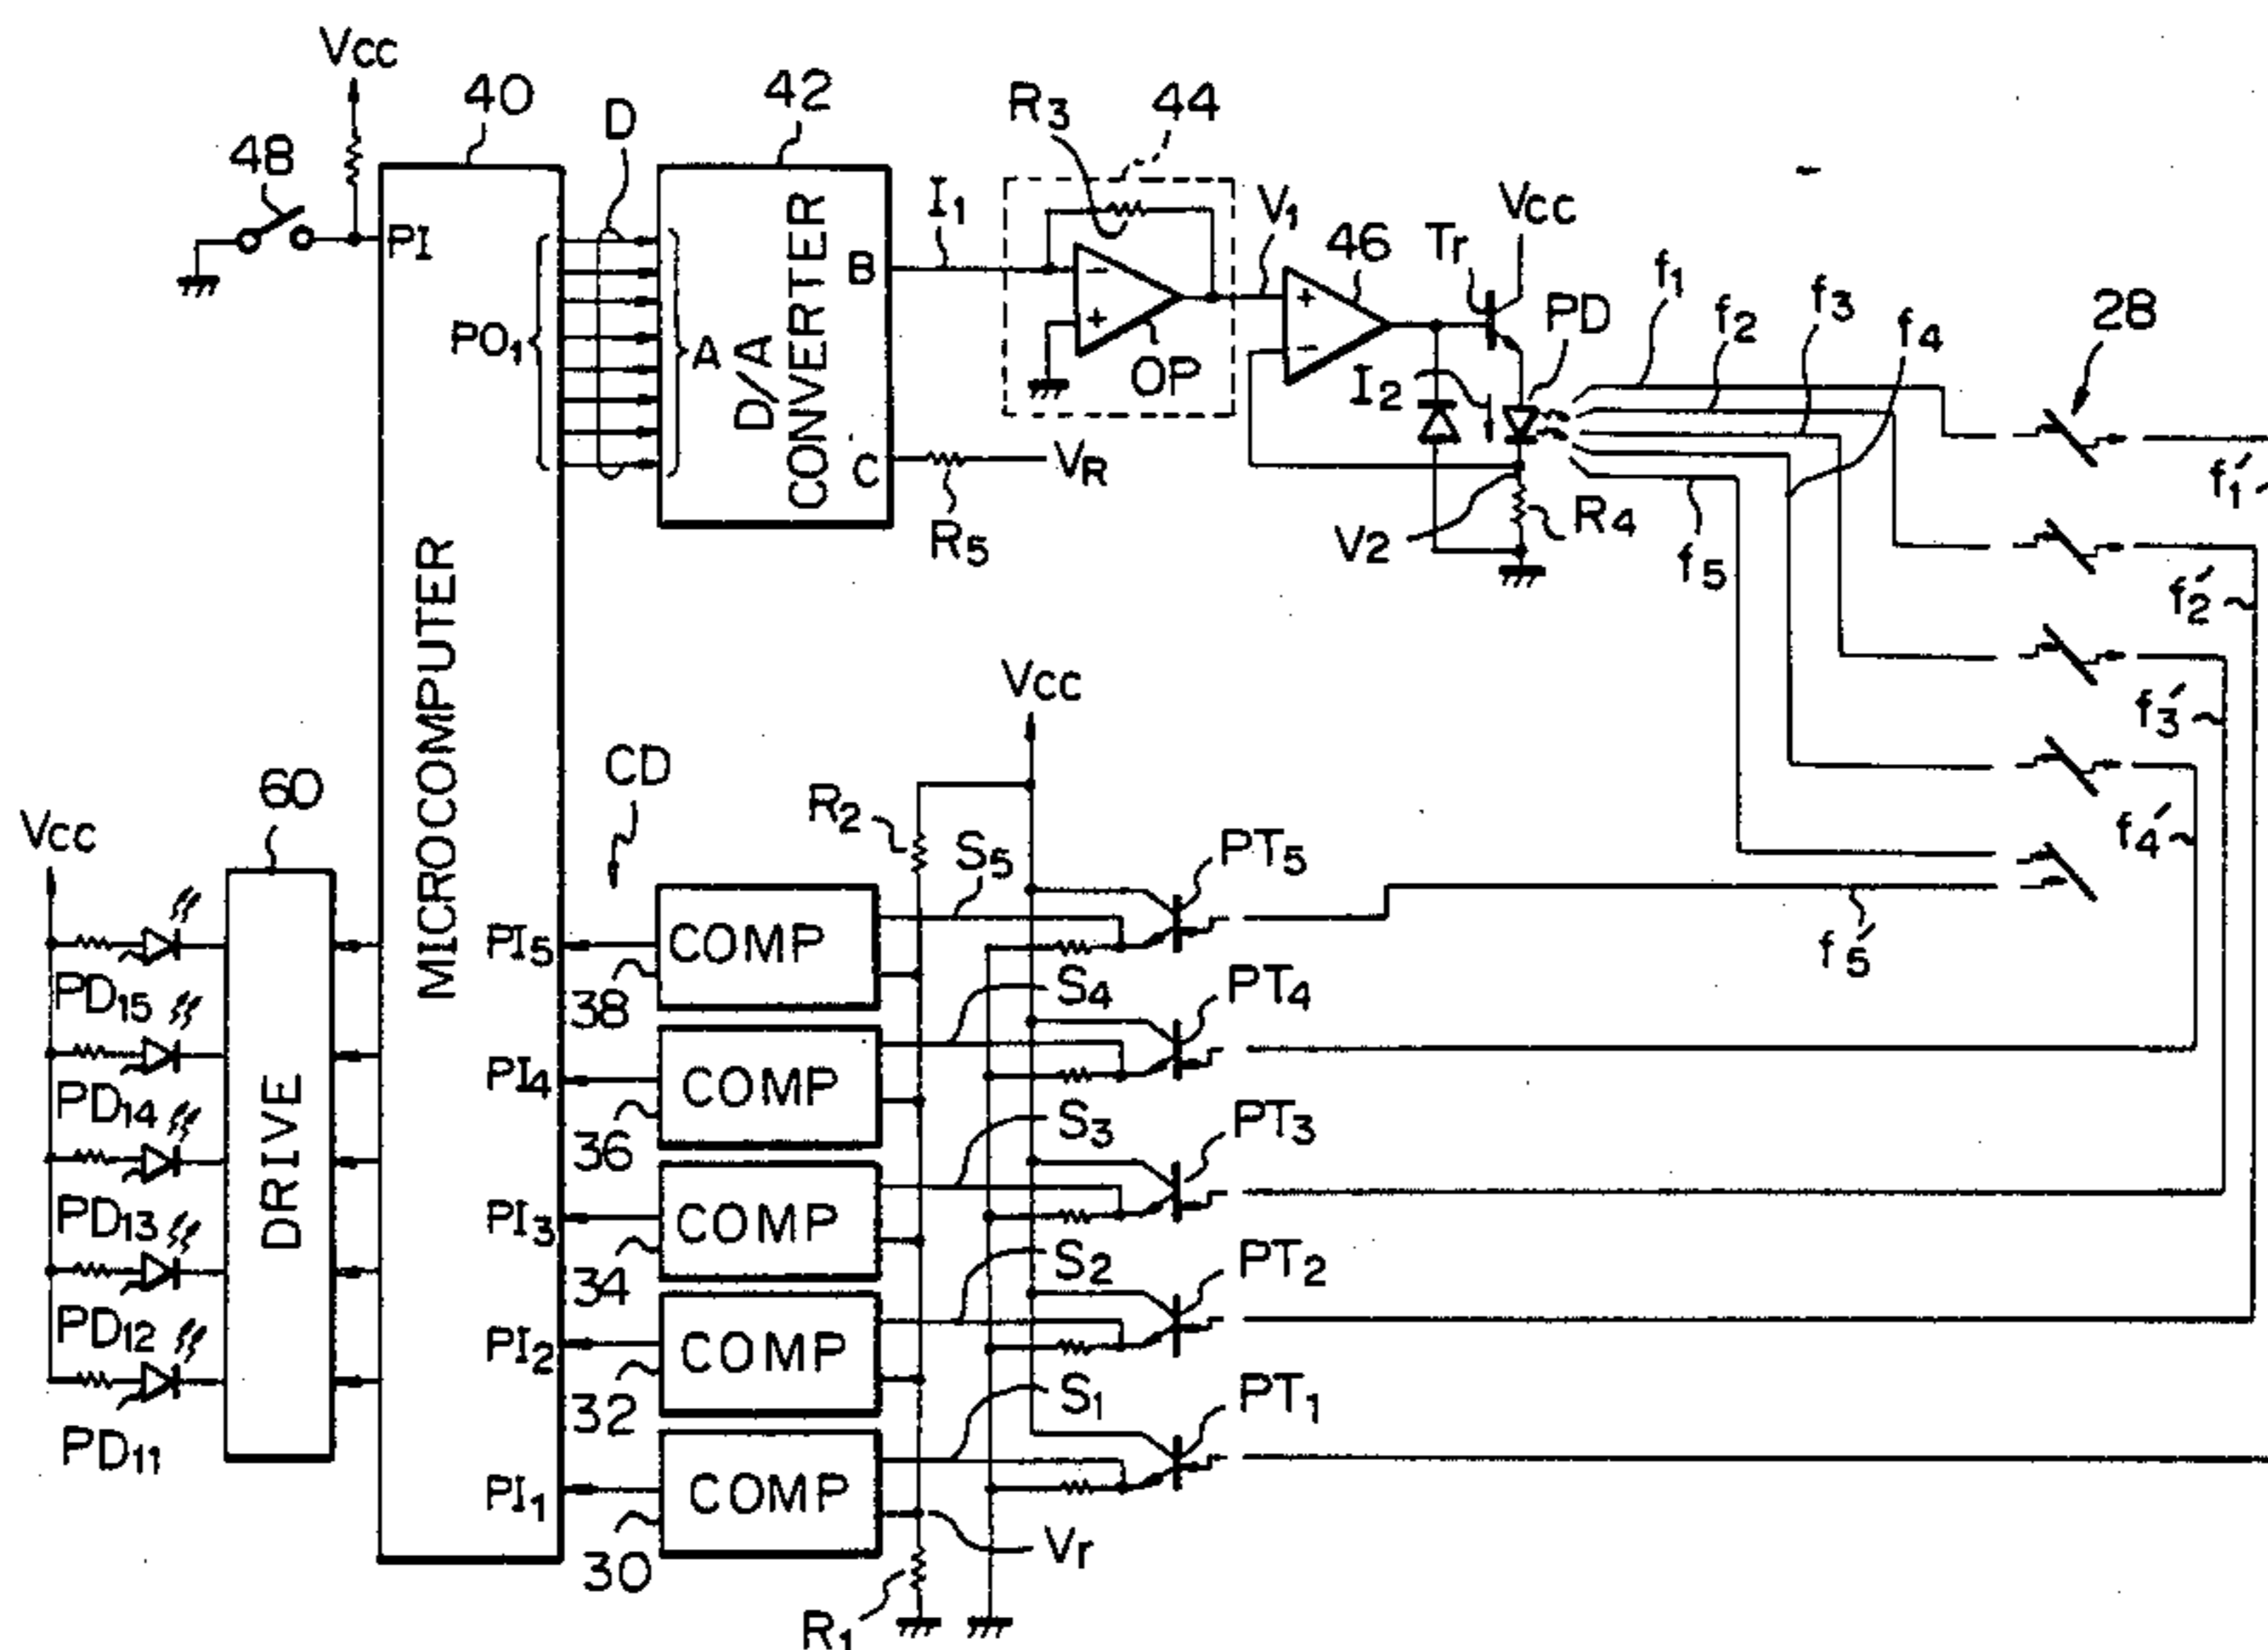 Vcc
40
D
42
R3
44
48
I1
V1
46
Tr
Vcc
PD
f1
f2
f3
f4
28
PI
PO1
A
D/A CONVERTER
B
C
OP
I2
VR
R5
V2
R4
f5
f1'
f2'
f3'
f4'
f5'
MICROCOMPUTER
Vcc
CD
R2
60
Vcc
DRIVE
PD15
PD14
PD13
PD12
PD11
PI5
COMP
38
S5
PT5
PI4
COMP
36
S4
PT4
PI3
COMP
34
S3
PT3
PI2
COMP
32
S2
PT2
PI1
COMP
30
S1
PT1
Vr
R1